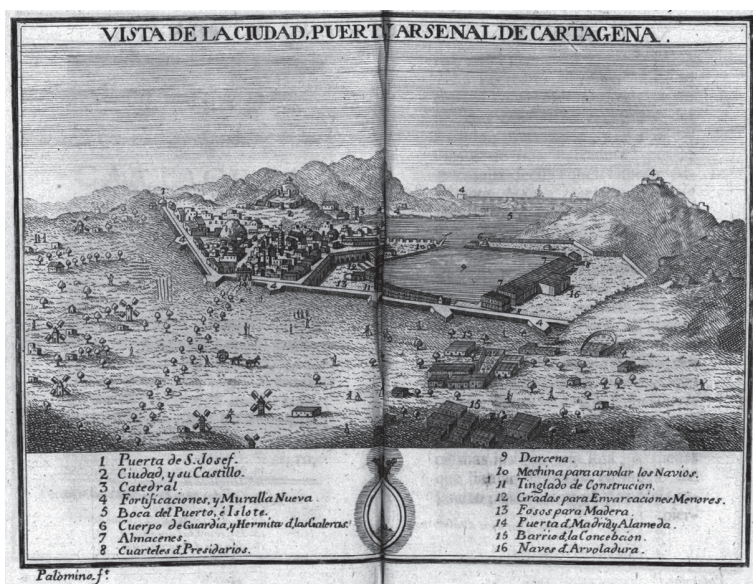 VISTA DE LA CIUDAD, PUERTO Y ARSENAL DE CARTAGENA.
1 Puerta de S. Josef.
2 Ciudad, y su Castillo.
3 Catedral
4 Fortificaciones, y Muralla Nueva.
5 Boca del Puerto, è Islote.
6 Cuerpo de Guardia, y Hermita d. las Galeras.
7 Almacenes.
8 Cuarteles d. Presidarios.
9 Darcena.
10 Mechina para arvolar los Navios.
11 Tinglado de Construcion.
12 Gradas para Envarcaciones Menores.
13 Fosos para Madera.
14 Puerta d. Madrid y Alameda.
15 Barrio d. la Concebcion.
16 Naves d. Arvoladura.
Palomino. f.ᵗ